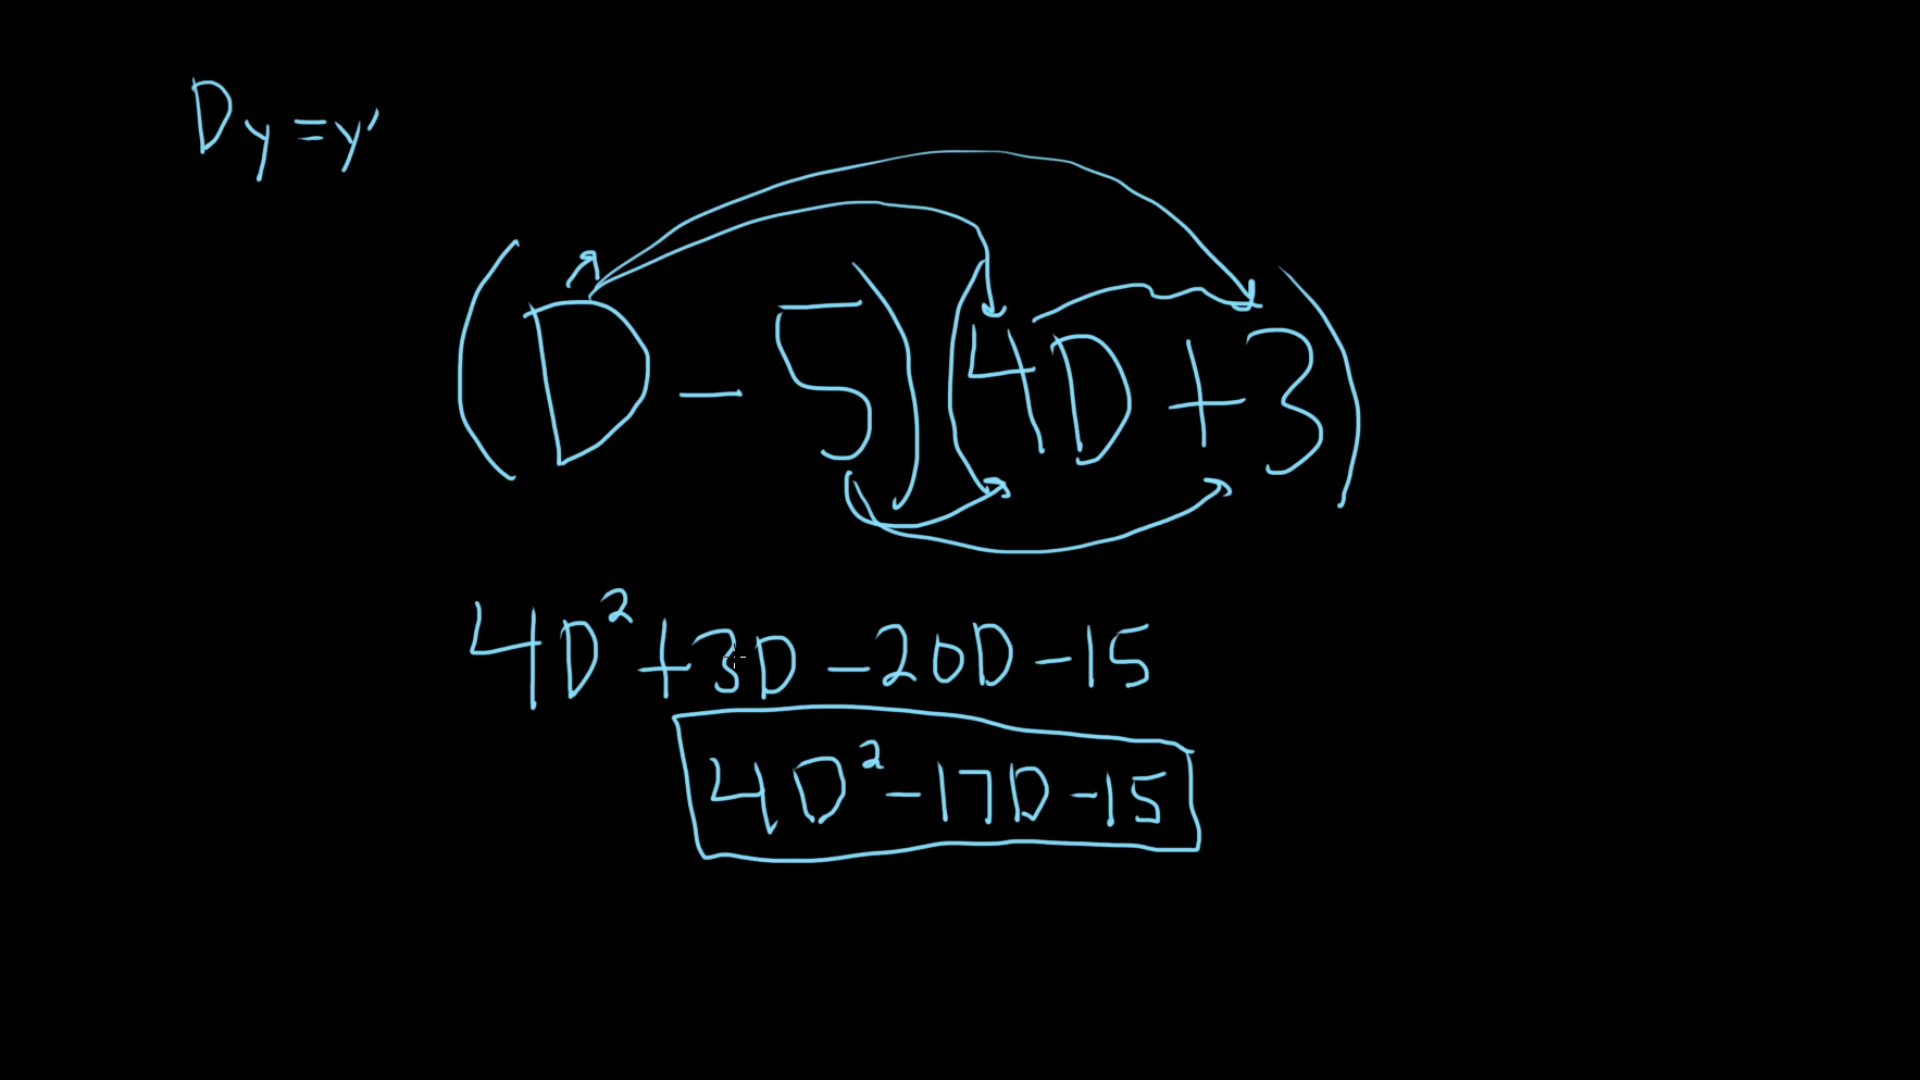 Dy = y'
(D - 5)(4D + 3)
4D² + 3D - 20D - 15
4D² - 17D - 15